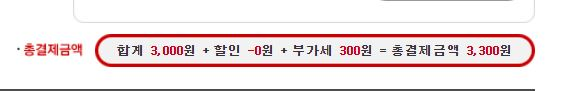 · 총결제금액 합계 3,000원 + 할인 -0원 + 부가세 300원 = 총결제금액 3,300원